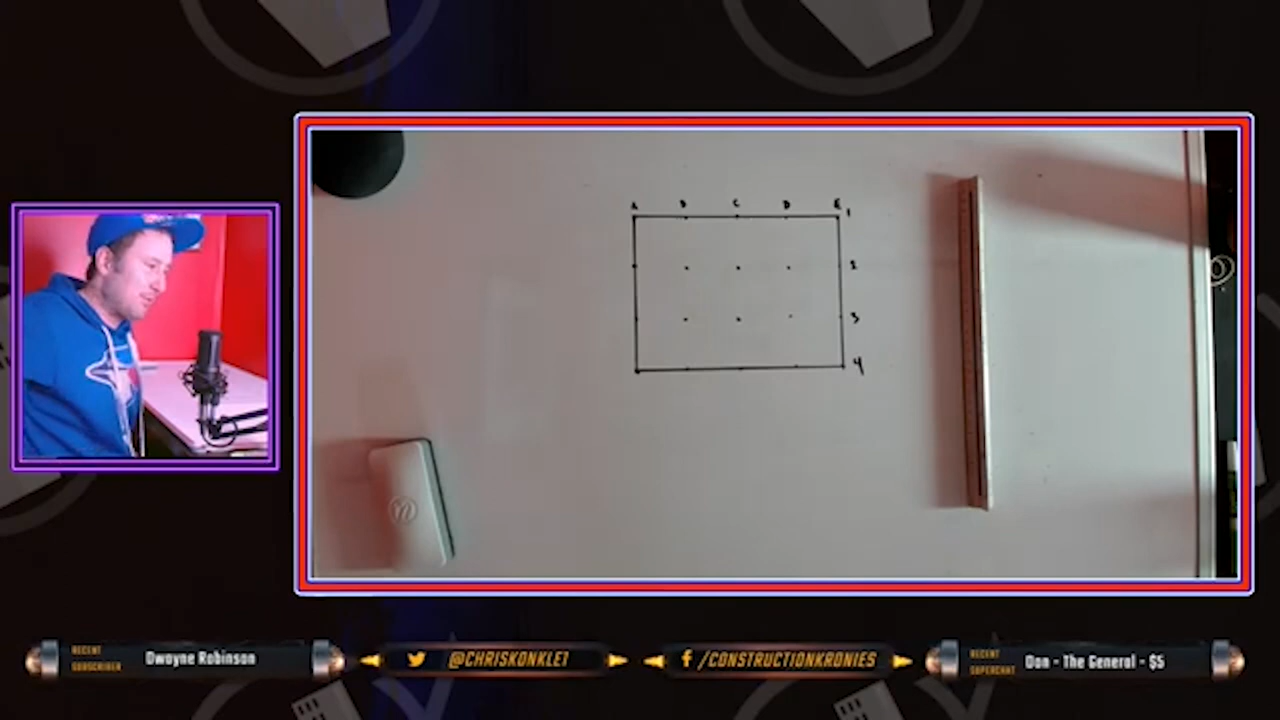 A B C D E
1
2
3
4
RECENT
SUBSCRIBER
Dwayne Robinson
@CHRISKONKLE1
/CONSTRUCTIONKRONIES
RECENT
SUPERCHAT
Don - The General - $5